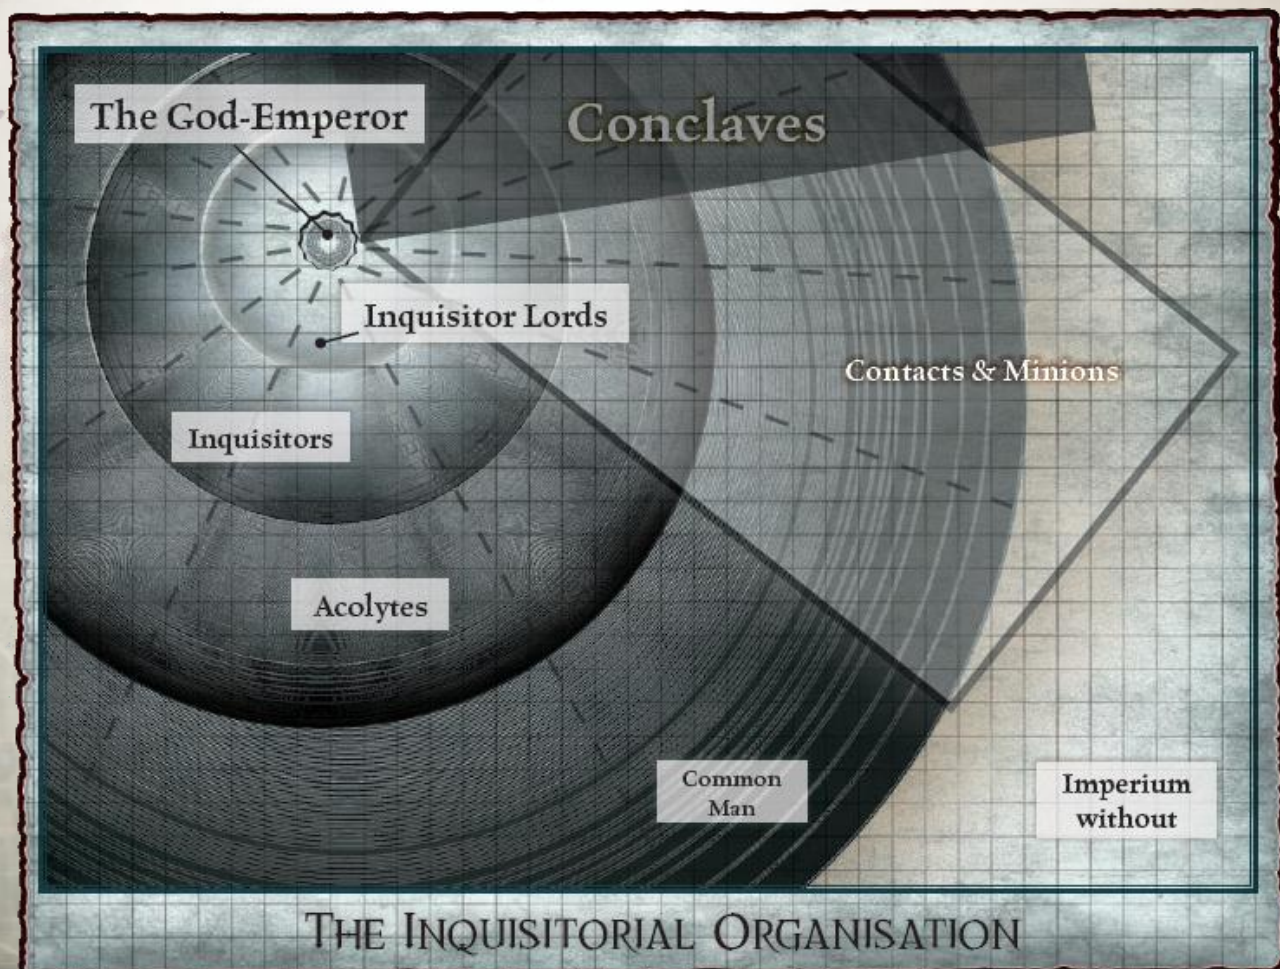 The God-Emperor
Conclaves
Inquisitor Lords
Contacts & Minions
Inquisitors
Acolytes
Common
Man
Imperium
without
The Inquisitorial Organisation